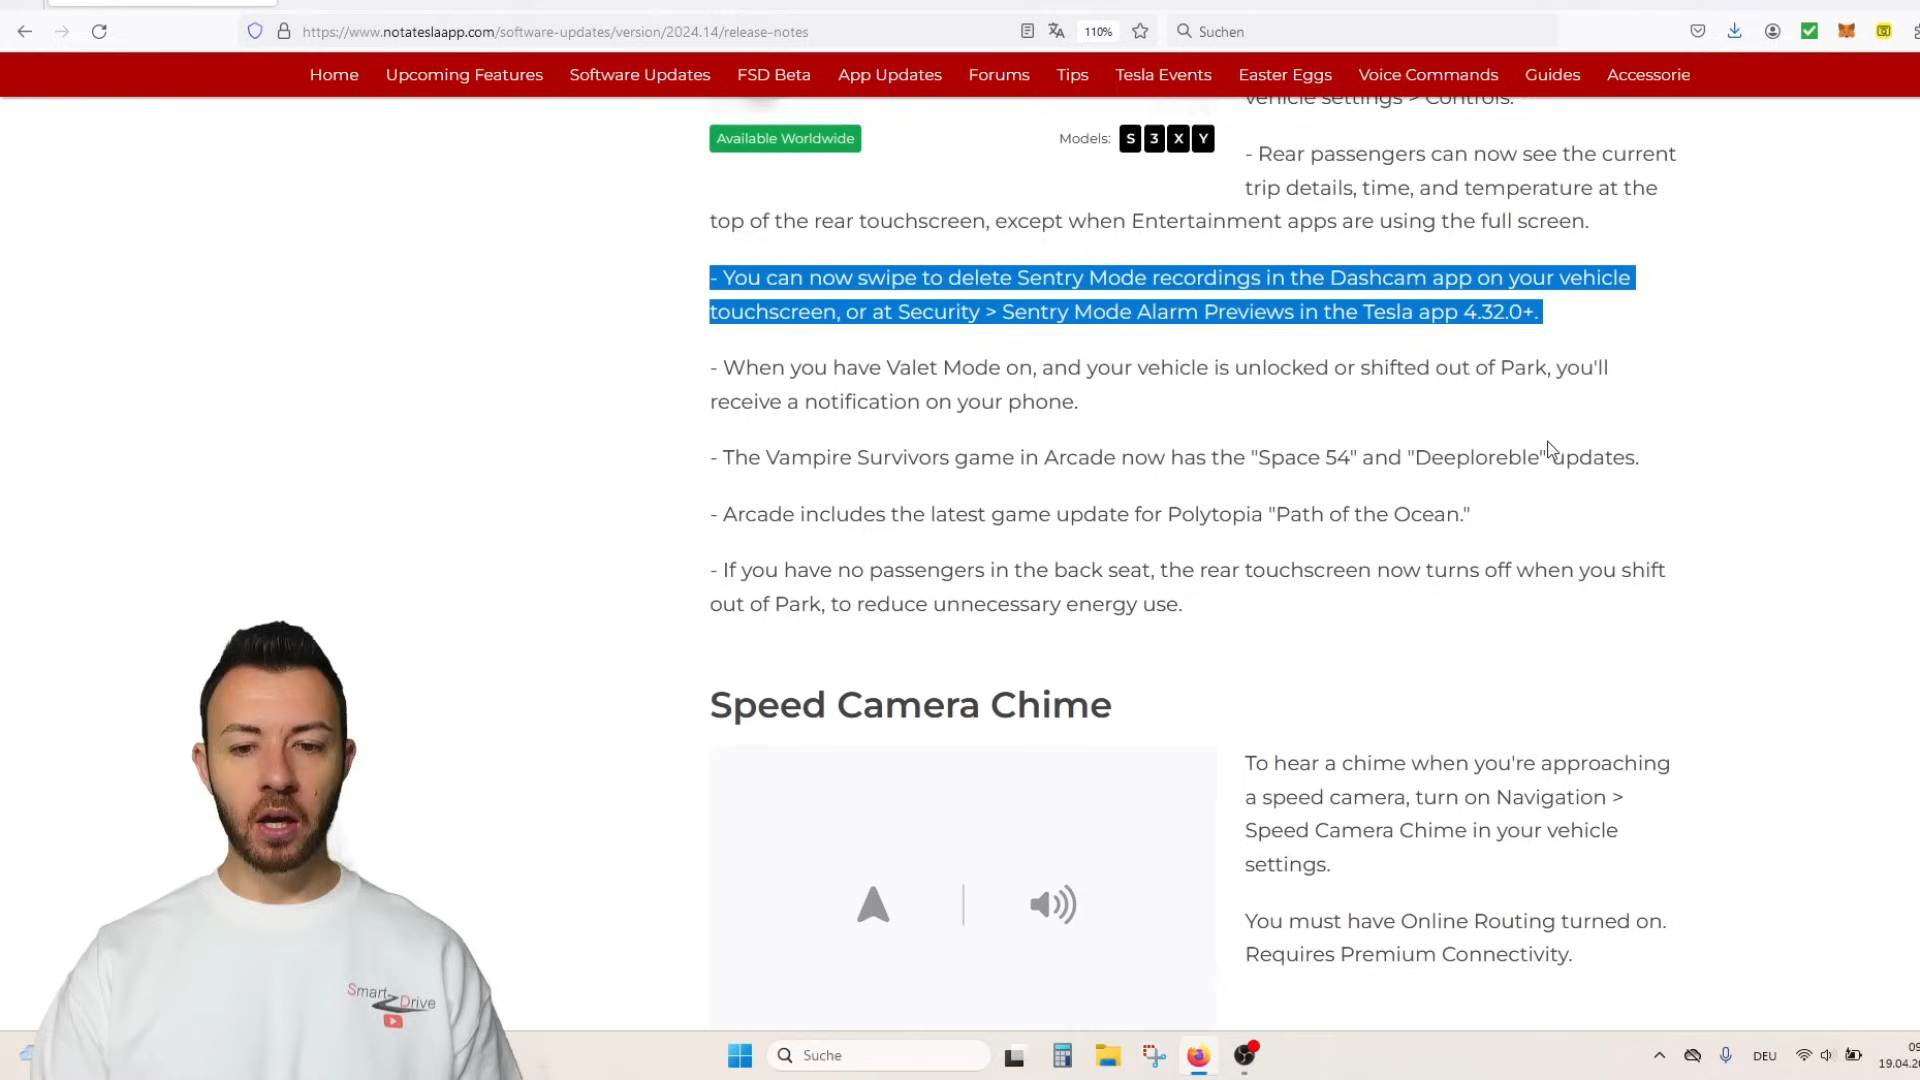 https://www.notateslaapp.com/software-updates/version/2024.14/release-notes
110%
Suchen
Home Upcoming Features Software Updates FSD Beta App Updates Forums Tips Tesla Events Easter Eggs Voice Commands Guides Accessorie
vehicle settings > Controls.
Available Worldwide
Models: S 3 X Y
- Rear passengers can now see the current
trip details, time, and temperature at the
top of the rear touchscreen, except when Entertainment apps are using the full screen.
- You can now swipe to delete Sentry Mode recordings in the Dashcam app on your vehicle
touchscreen, or at Security > Sentry Mode Alarm Previews in the Tesla app 4.32.0+.
- When you have Valet Mode on, and your vehicle is unlocked or shifted out of Park, you'll
receive a notification on your phone.
- The Vampire Survivors game in Arcade now has the "Space 54" and "Deeploreble" updates.
- Arcade includes the latest game update for Polytopia "Path of the Ocean."
- If you have no passengers in the back seat, the rear touchscreen now turns off when you shift
out of Park, to reduce unnecessary energy use.
Speed Camera Chime
To hear a chime when you're approaching
a speed camera, turn on Navigation >
Speed Camera Chime in your vehicle
settings.
You must have Online Routing turned on.
Requires Premium Connectivity.
Smart Drive
Suche
DEU
09
19.04.20